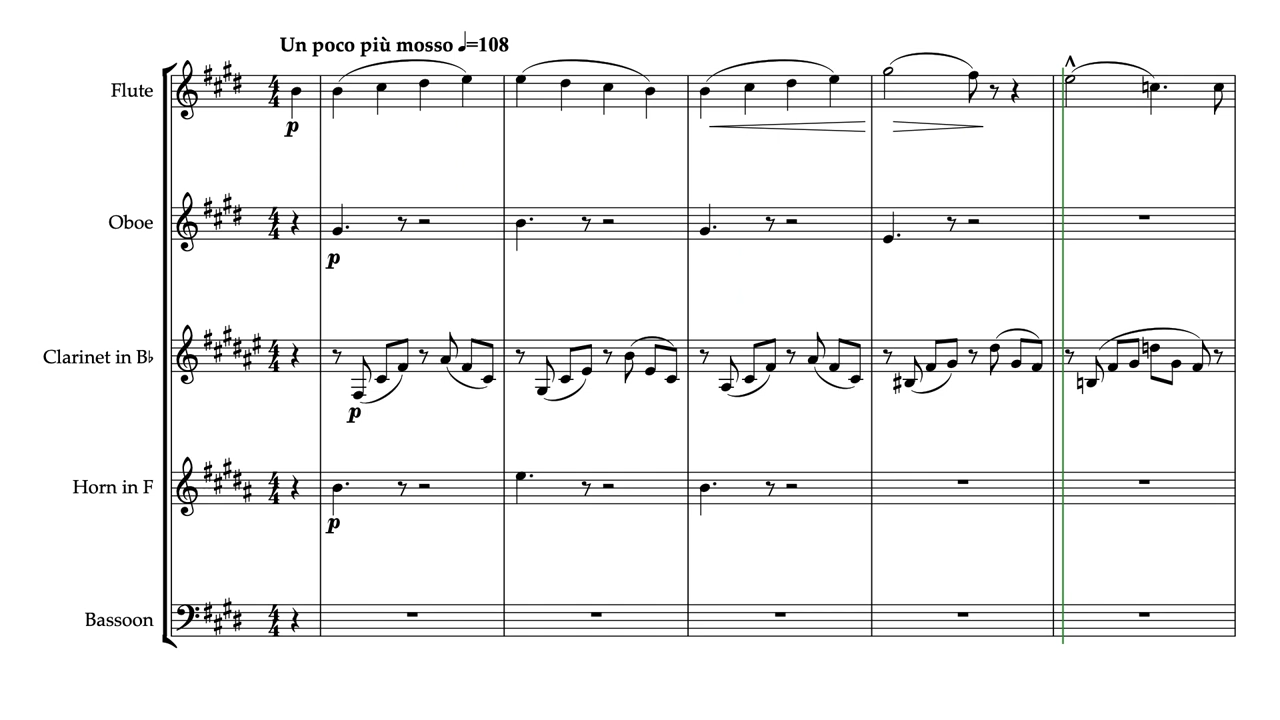 Un poco più mosso ♩=108
Flute
p
Oboe
p
Clarinet in B♭
p
Horn in F
p
Bassoon